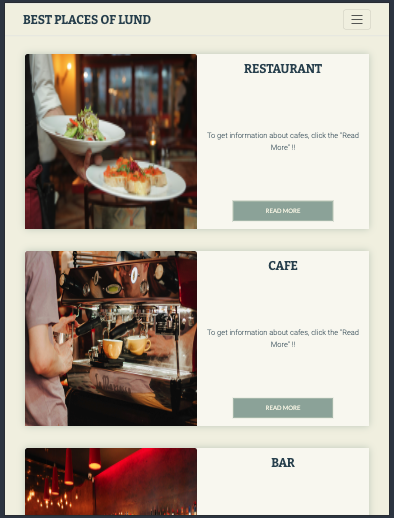 BEST PLACES OF LUND
RESTAURANT
To get information about cafes, click the "Read
More" !!
READ MORE
CAFE
To get information about cafes, click the "Read
More" !!
READ MORE
BAR